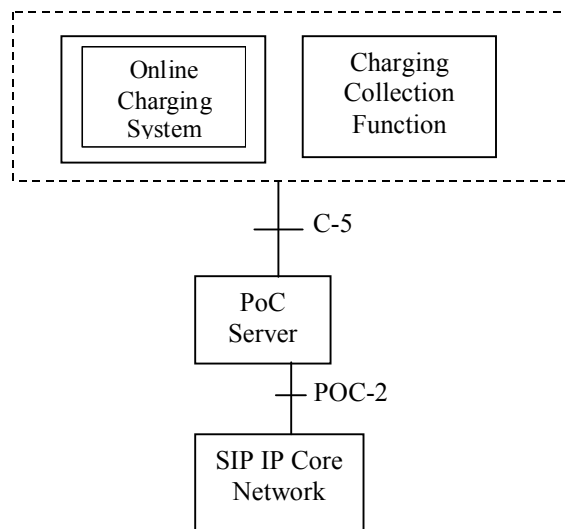 Online
Charging
System
Charging
Collection
Function
C-5
PoC
Server
POC-2
SIP IP Core
Network